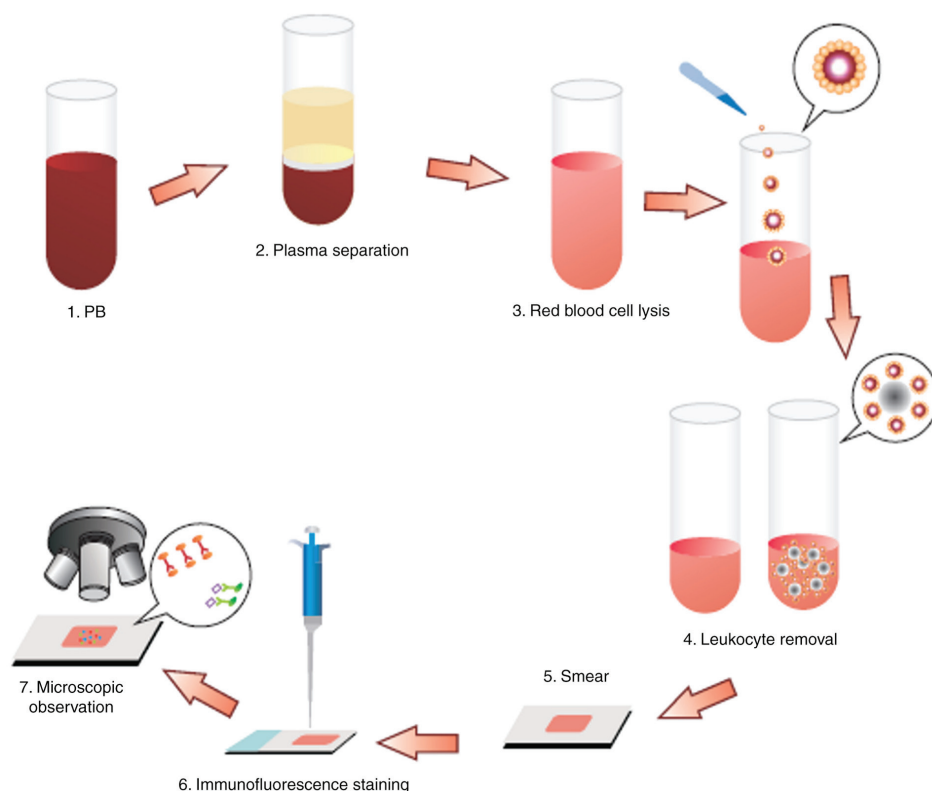 1. PB
2. Plasma separation
3. Red blood cell lysis
4. Leukocyte removal
5. Smear
6. Immunofluorescence staining
7. Microscopic
observation